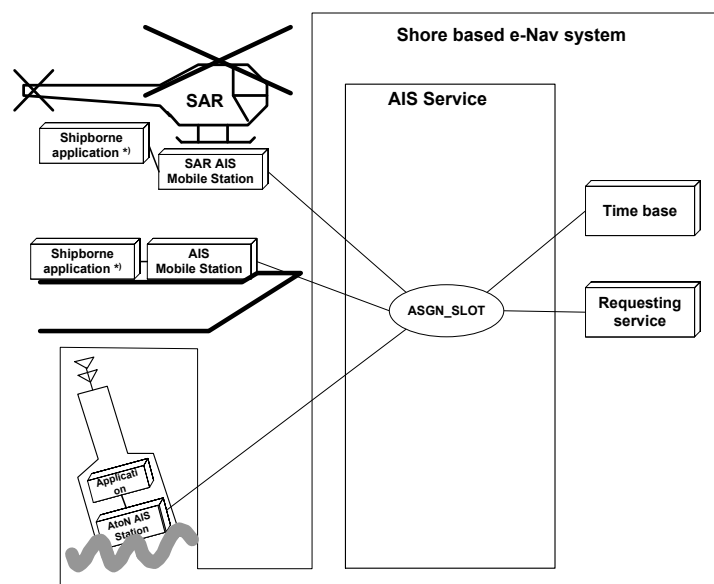 Shore based e-Nav system
AIS Service
SAR
Shipborne
application *)
SAR AIS
Mobile Station
Time base
Shipborne
application *)
AIS
Mobile Station
ASGN_SLOT
Requesting
service
Applicati
on
AtoN AIS
Station